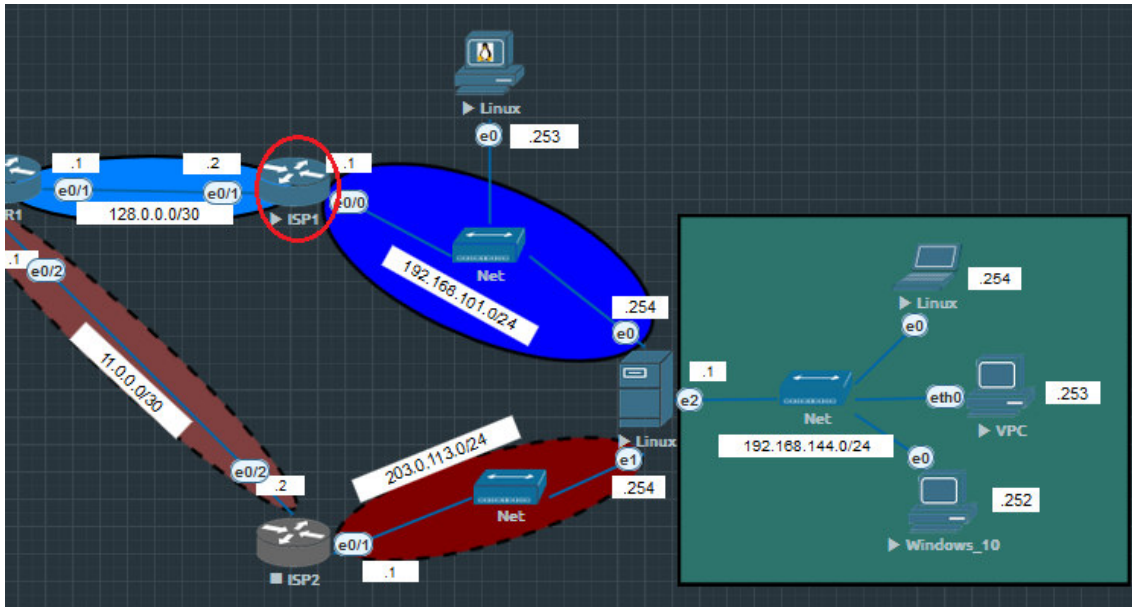 Linux
e0
.253
.1
.2
.1
e0/1
e0/1
e0/0
128.0.0.0/30
R1
ISP1
Net
192.168.101.0/24
.1
e0/2
.254
e0
Linux
.254
e0
.1
e2
eth0
.253
VPC
Net
192.168.144.0/24
11.0.0.0/30
Linux
203.0.113.0/24
e1
.254
e0
.252
Windows_10
e0/2
.2
Net
e0/1
.1
ISP2